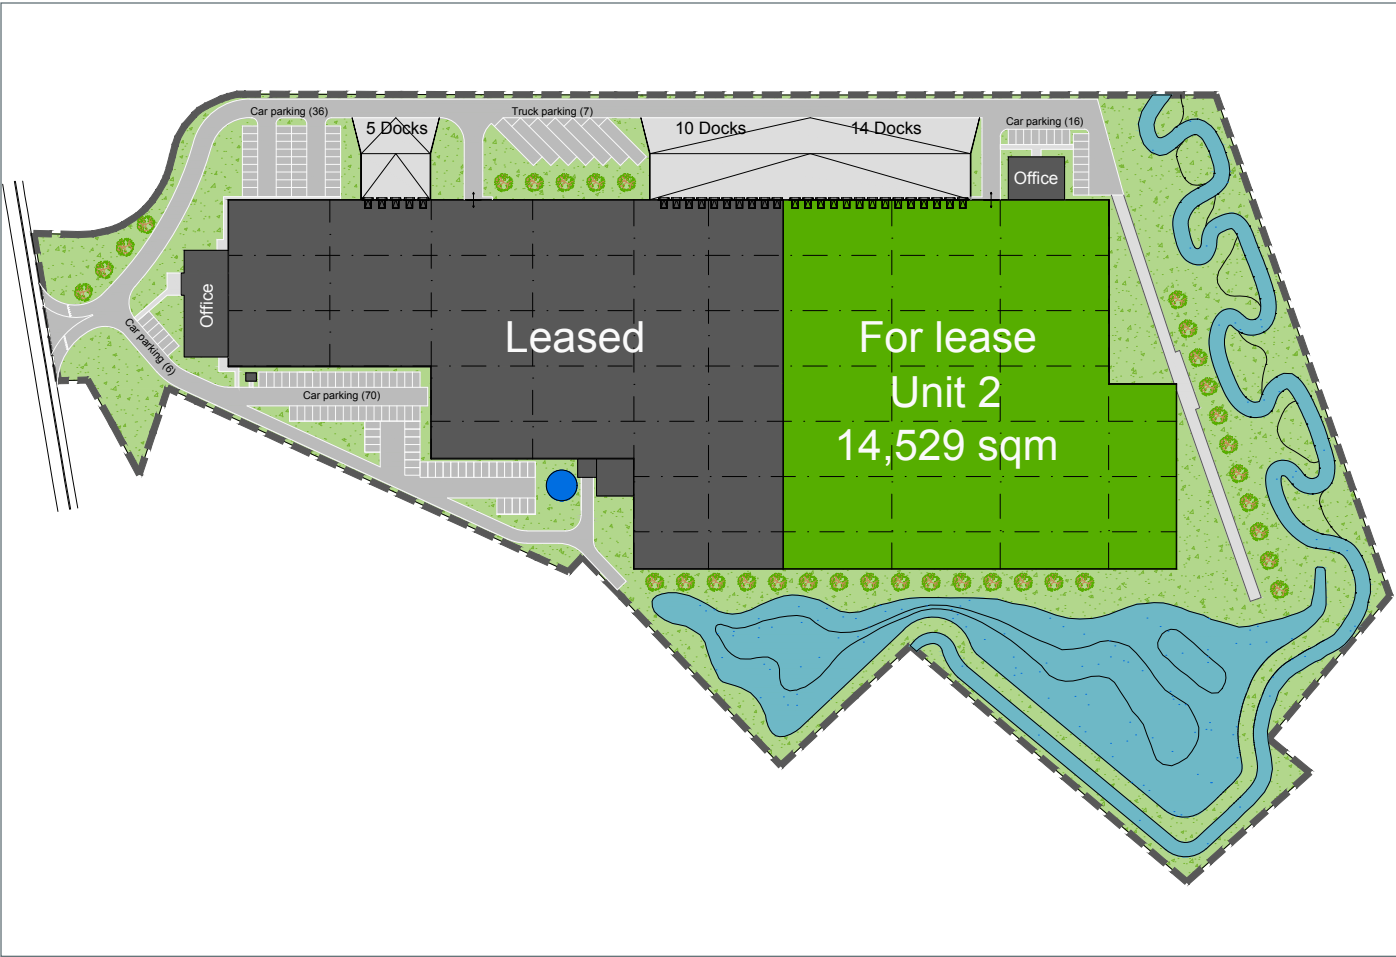 Car parking (36)
Truck parking (7)
5 Docks
10 Docks
14 Docks
Car parking (16)
Office
Office
Leased
For lease
Unit 2
14,529 sqm
Car parking (6)
Car parking (70)